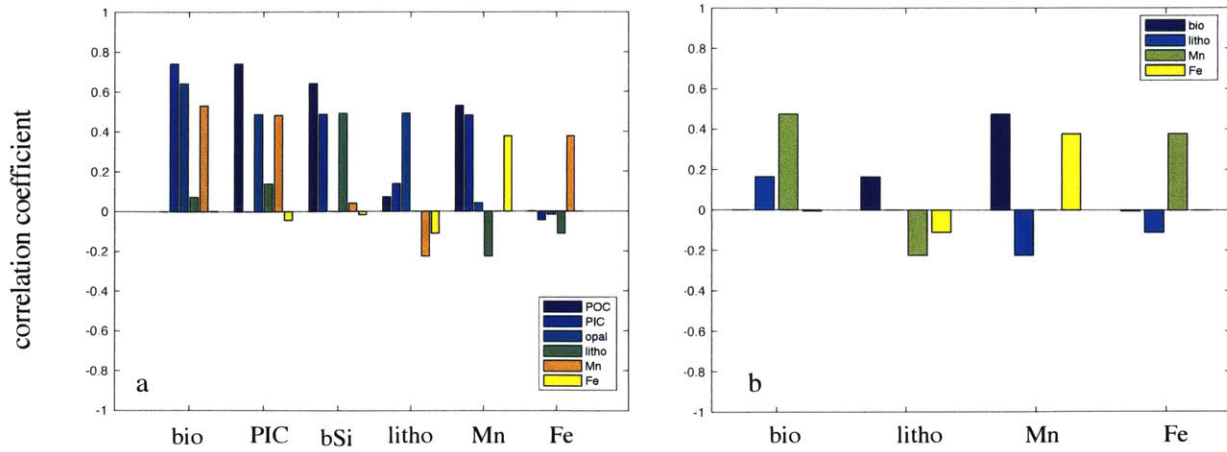 correlation coefficient
1
0.8
0.6
0.4
0.2
0
-0.2
-0.4
-0.6
-0.8
-1
POC
PIC
opal
litho
Mn
Fe
a
bio PIC bSi litho Mn Fe
1
0.8
0.6
0.4
0.2
0
-0.2
-0.4
-0.6
-0.8
-1
bio
litho
Mn
Fe
b
bio litho Mn Fe